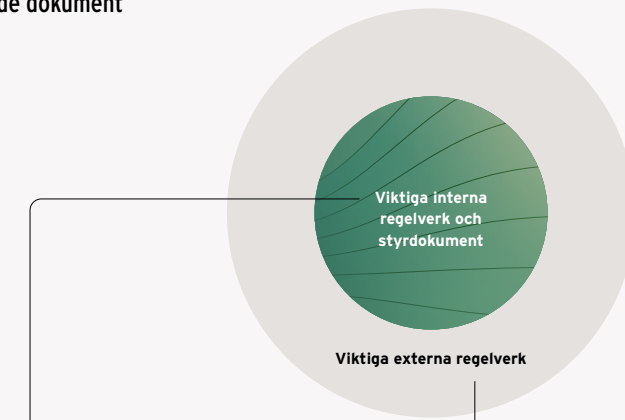 de dokument
Viktiga interna
regelverk och
styrdokument
Viktiga externa regelverk